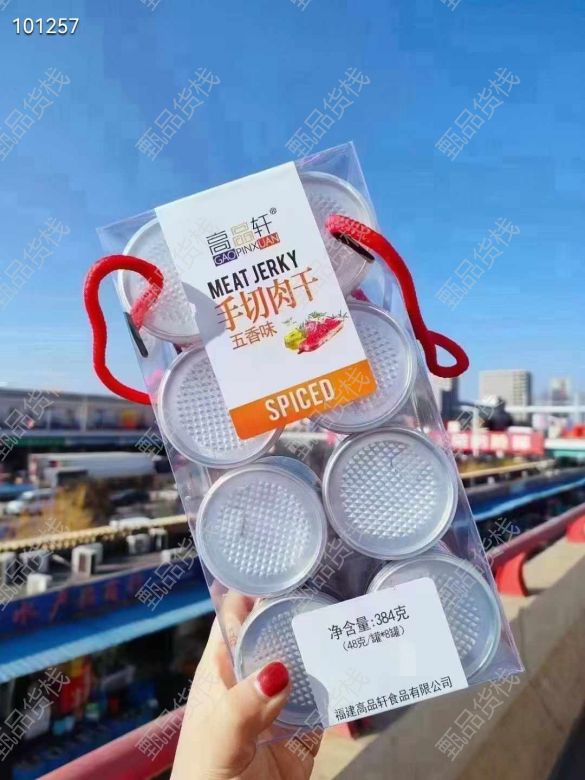 101257
高品轩®
GAOPINXUAN
MEAT JERKY
手切肉干
五香味
SPICED
净含量:384克
(48克/罐*8罐)
福建高品轩食品有限公司
甄品货栈